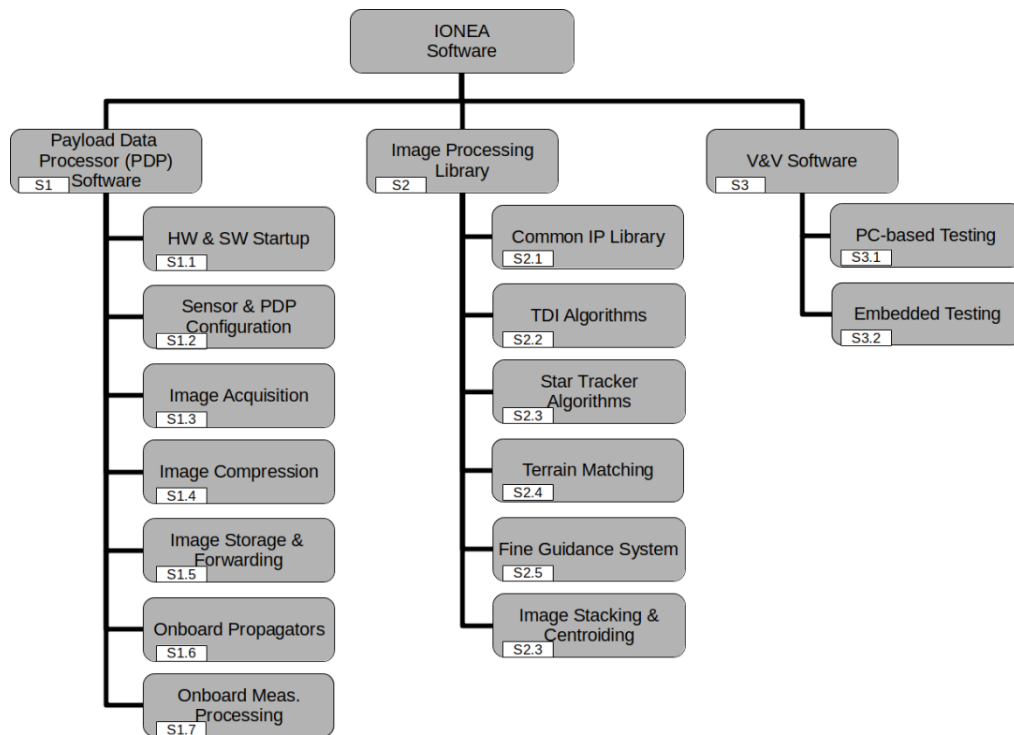 IONEA
Software
Payload Data
Processor (PDP)
Software
S1
HW & SW Startup
S1.1
Sensor & PDP
Configuration
S1.2
Image Acquisition
S1.3
Image Compression
S1.4
Image Storage &
Forwarding
S1.5
Onboard Propagators
S1.6
Onboard Meas.
Processing
S1.7
Image Processing
Library
S2
Common IP Library
S2.1
TDI Algorithms
S2.2
Star Tracker
Algorithms
S2.3
Terrain Matching
S2.4
Fine Guidance System
S2.5
Image Stacking &
Centroiding
S2.3
V&V Software
S3
PC-based Testing
S3.1
Embedded Testing
S3.2